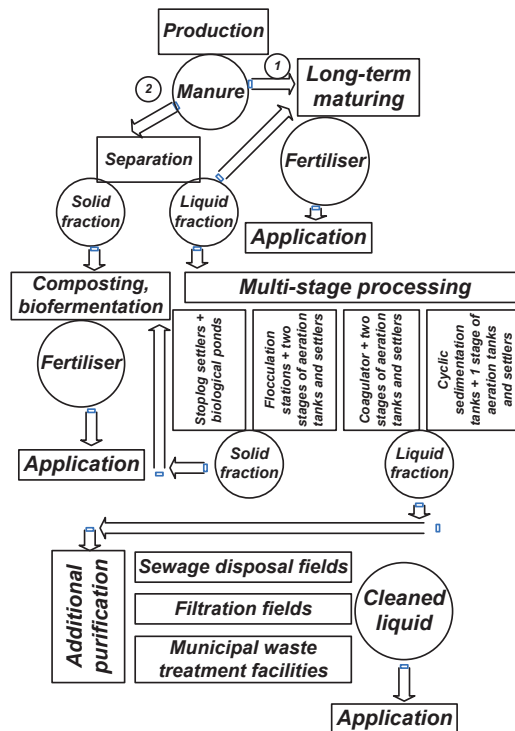 Production
1
2
Manure
Long-term
maturing
Separation
Fertiliser
Solid
fraction
Liquid
fraction
Application
Composting,
biofermentation
Multi-stage processing
Fertiliser
Stoplog settlers +
biological ponds
Flocculation
stations + two
stages of aeration
tanks and settlers
Coagulator + two
stages of aeration
tanks and settlers
Cyclic
sedimentation
tanks + 1 stage of
aeration tanks
and settlers
Application
Solid
fraction
Liquid
fraction
Additional
purification
Sewage disposal fields
Filtration fields
Municipal waste
treatment facilities
Cleaned
liquid
Application